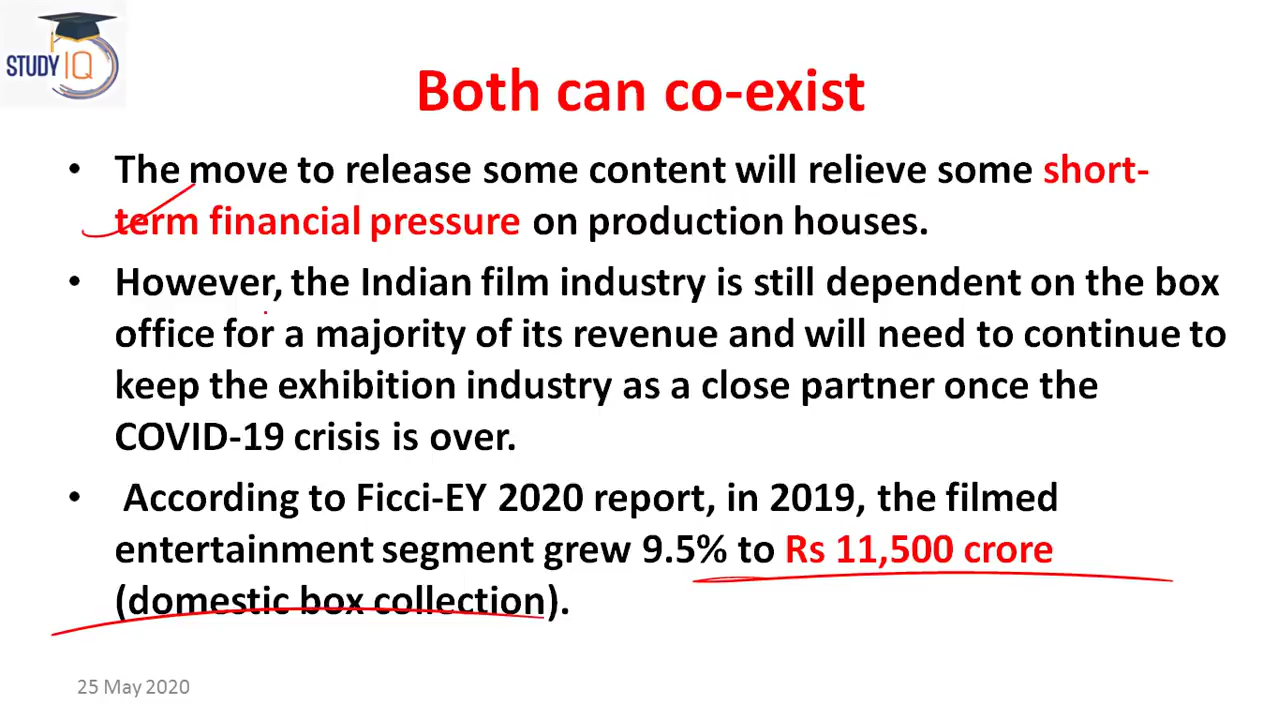 STUDY IQ
Both can co-exist
• The move to release some content will relieve some short-
term financial pressure on production houses.
• However, the Indian film industry is still dependent on the box
office for a majority of its revenue and will need to continue to
keep the exhibition industry as a close partner once the
COVID-19 crisis is over.
• According to Ficci-EY 2020 report, in 2019, the filmed
entertainment segment grew 9.5% to Rs 11,500 crore
(domestic box collection).
25 May 2020